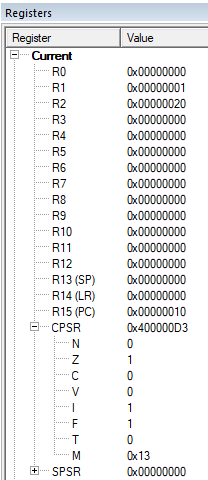 Registers
Register Value
Current
R0 0x00000000
R1 0x00000001
R2 0x00000020
R3 0x00000000
R4 0x00000000
R5 0x00000000
R6 0x00000000
R7 0x00000000
R8 0x00000000
R9 0x00000000
R10 0x00000000
R11 0x00000000
R12 0x00000000
R13 (SP) 0x00000000
R14 (LR) 0x00000000
R15 (PC) 0x00000010
CPSR 0x400000D3
N 0
Z 1
C 0
V 0
I 1
F 1
T 0
M 0x13
SPSR 0x00000000